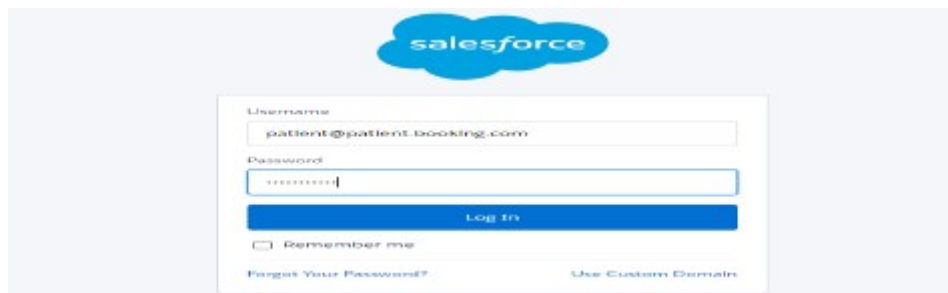 salesforce
Username
patient@patient.booking.com
Password
Log In
Remember me
Forgot Your Password? Use Custom Domain